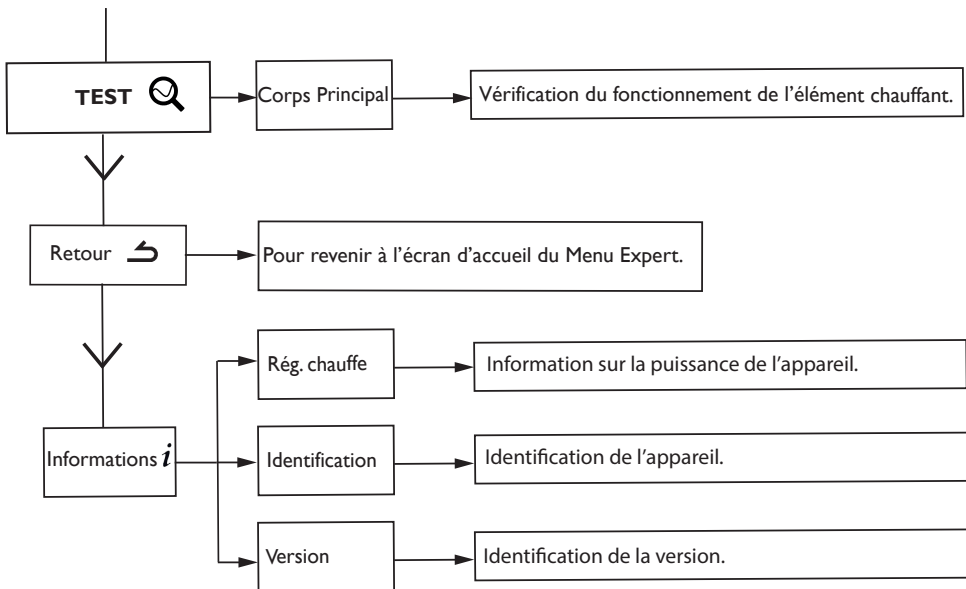 TEST
Corps Principal
Vérification du fonctionnement de l'élément chauffant.
Retour
Pour revenir à l'écran d'accueil du Menu Expert.
Rég. chauffe
Information sur la puissance de l'appareil.
Informations i
Identification
Identification de l'appareil.
Version
Identification de la version.